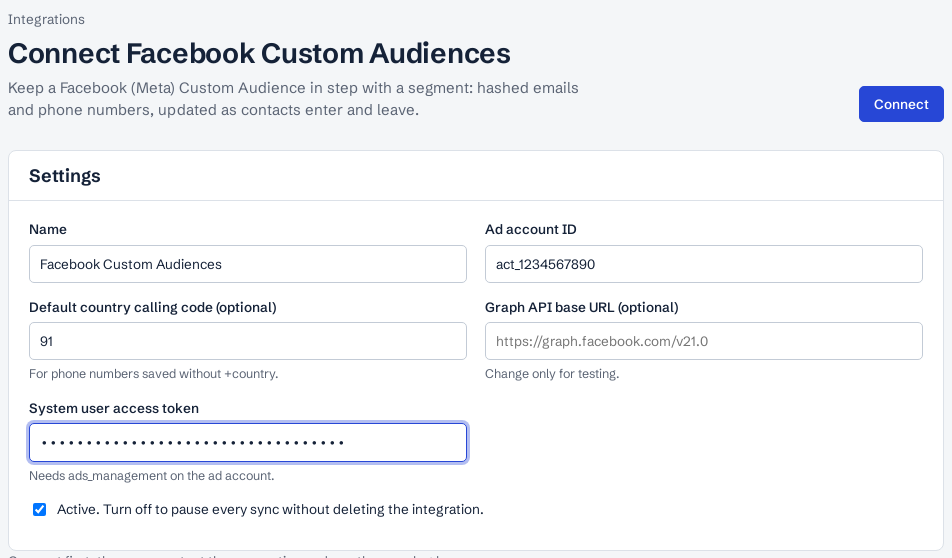 Integrations
Connect Facebook Custom Audiences
Keep a Facebook (Meta) Custom Audience in step with a segment: hashed emails
and phone numbers, updated as contacts enter and leave.
Connect
Settings
Name
Ad account ID
Facebook Custom Audiences
act_1234567890
Default country calling code (optional)
Graph API base URL (optional)
91
https://graph.facebook.com/v21.0
For phone numbers saved without +country.
Change only for testing.
System user access token
Needs ads_management on the ad account.
Active. Turn off to pause every sync without deleting the integration.